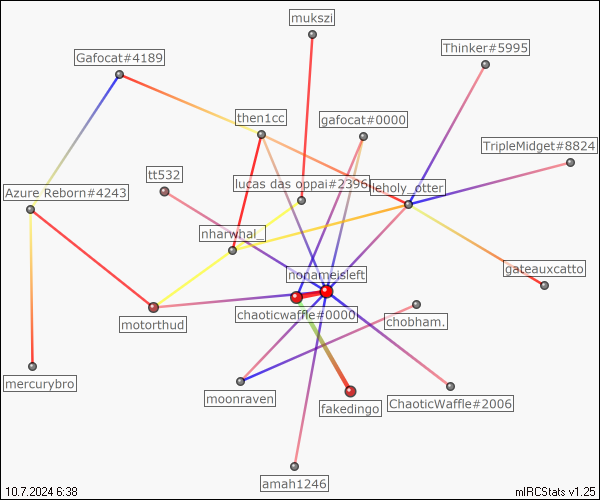 mukszi
Thinker#5995
Gafocat#4189
then1cc
gafocat#0000
TripleMidget#8824
tt532
lucas das oppai#2396
leholy_otter
Azure Reborn#4243
nharwhal_
nonameisleft
gateauxcatto
chaoticwaffle#0000
motorthud
chobham.
mercurybro
moonraven
fakedingo
ChaoticWaffle#2006
amah1246
10.7.2024 6:38
mIRCStats v1.25